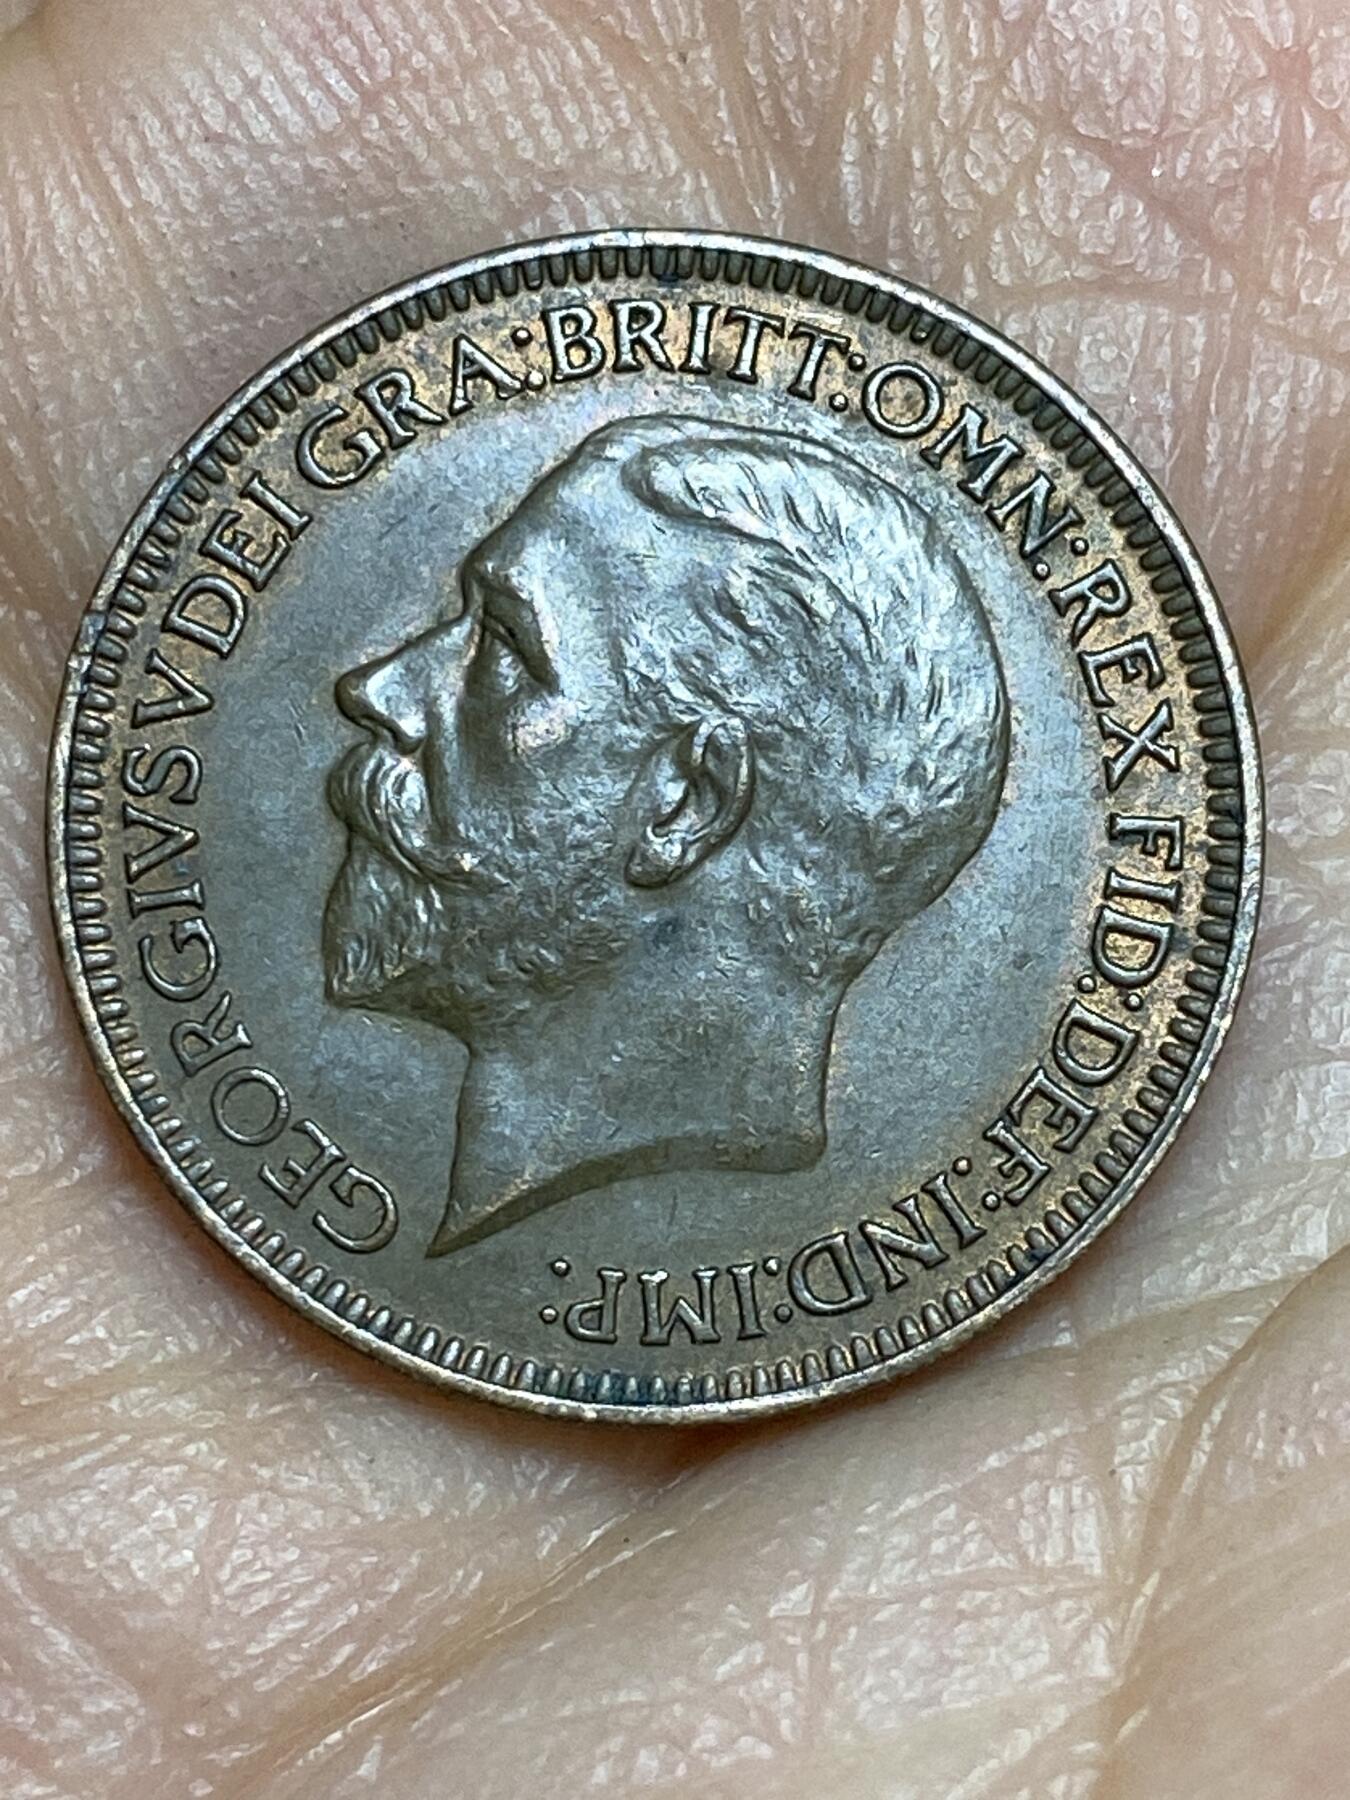 GEORGIVS V DEI GRA: BRITT: OMN: REX FID: DEF: IND: IMP: